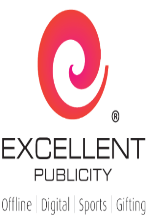 ®
EXCELLENT
PUBLICITY
Offline | Digital | Sports | Gifting